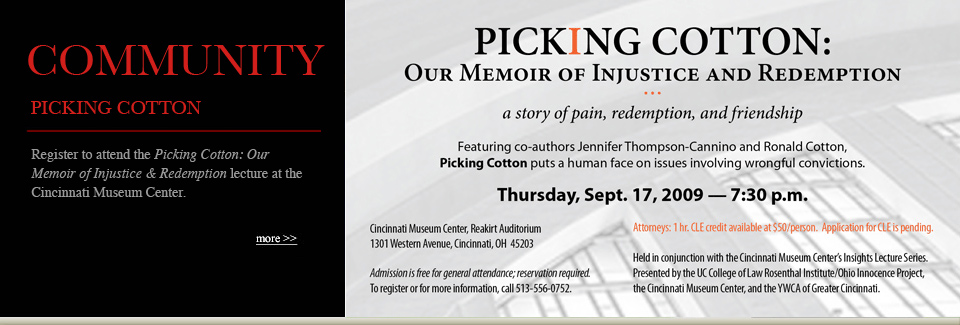 COMMUNITY
PICKING COTTON
Register to attend the Picking Cotton: Our
Memoir of Injustice & Redemption lecture at the
Cincinnati Museum Center.
more >>
PICKING COTTON:
OUR MEMOIR OF INJUSTICE AND REDEMPTION
a story of pain, redemption, and friendship
Featuring co-authors Jennifer Thompson-Cannino and Ronald Cotton,
Picking Cotton puts a human face on issues involving wrongful convictions.
Thursday, Sept. 17, 2009 — 7:30 p.m.
Cincinnati Museum Center, Reakirt Auditorium
1301 Western Avenue, Cincinnati, OH 45203
Admission is free for general attendance; reservation required.
To register or for more information, call 513-556-0752.
Attorneys: 1 hr. CLE credit available at $50/person. Application for CLE is pending.
Held in conjunction with the Cincinnati Museum Center's Insights Lecture Series.
Presented by the UC College of Law Rosenthal Institute/Ohio Innocence Project,
the Cincinnati Museum Center, and the YWCA of Greater Cincinnati.